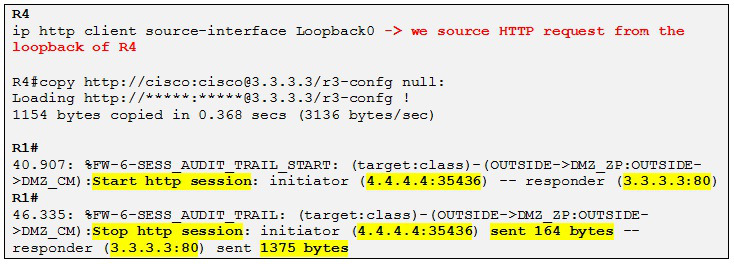 R4
ip http client source-interface Loopback0 -> we source HTTP request from the
loopback of R4
R4#copy http://cisco:cisco@3.3.3.3/r3-confg null:
Loading http://*****:*****@3.3.3.3/r3-confg !
1154 bytes copied in 0.368 secs (3136 bytes/sec)
R1#
40.907: %FW-6-SESS_AUDIT_TRAIL_START: (target:class)-(OUTSIDE->DMZ_ZP:OUTSIDE-
>DMZ_CM):Start http session: initiator (4.4.4.4:35436) -- responder (3.3.3.3:80)
R1#
46.335: %FW-6-SESS_AUDIT_TRAIL: (target:class)-(OUTSIDE->DMZ_ZP:OUTSIDE-
>DMZ_CM):Stop http session: initiator (4.4.4.4:35436) sent 164 bytes --
responder (3.3.3.3:80) sent 1375 bytes